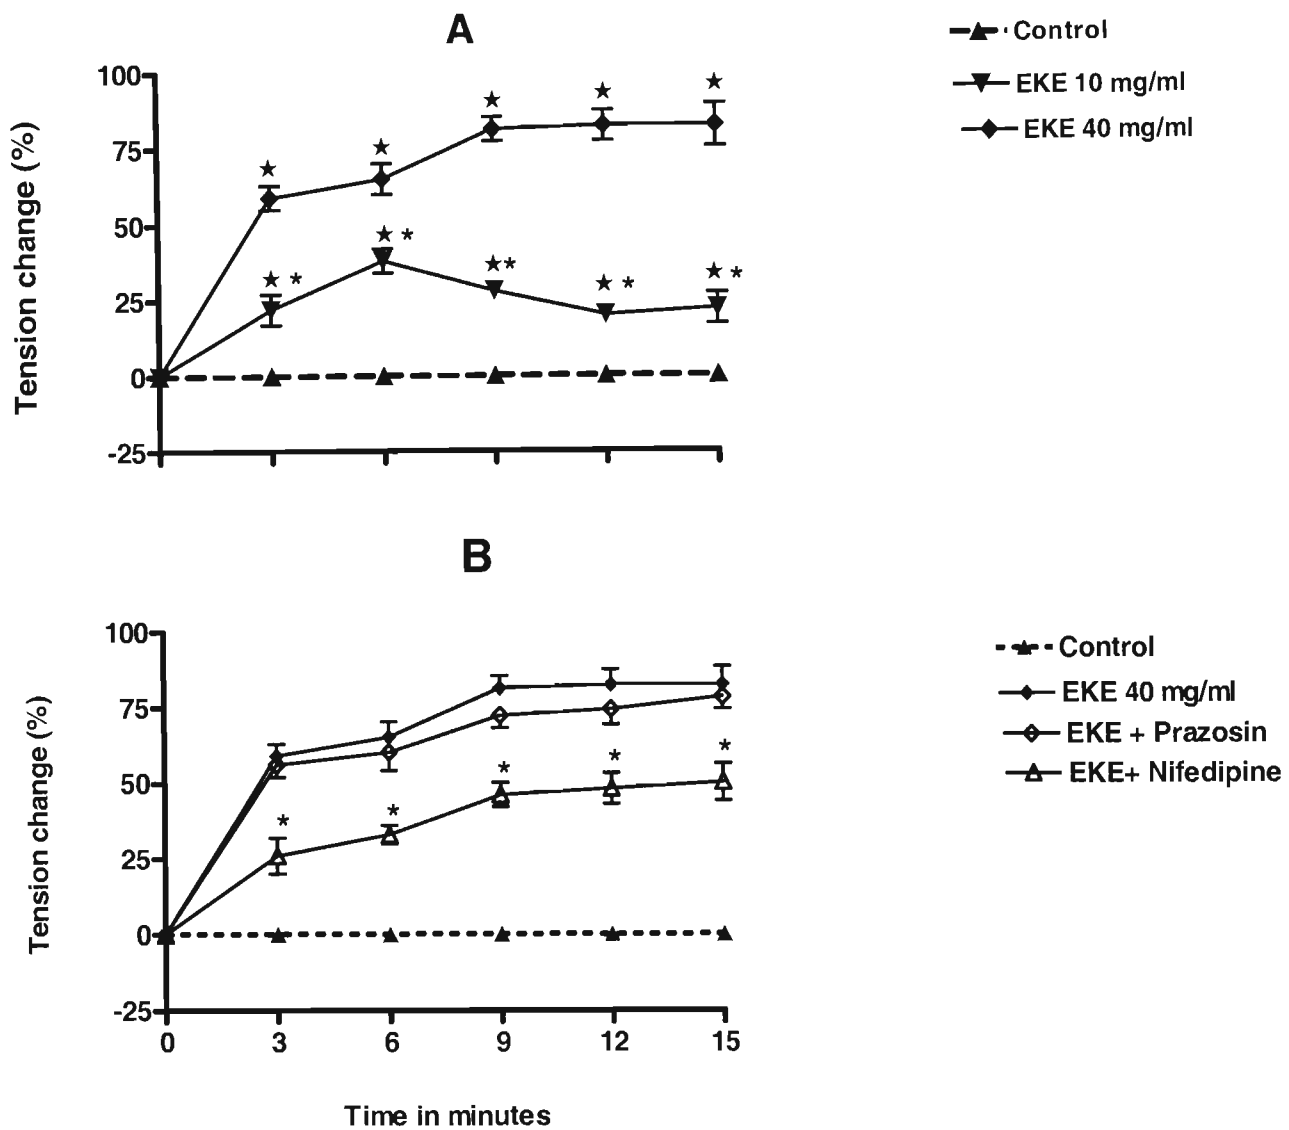 A
Control
EKE 10 mg/ml
EKE 40 mg/ml
Tension change (%)
100
75
50
25
0
-25
★
★
★
★
★
★ *
★ *
★*
★ *
★ *
B
Control
EKE 40 mg/ml
EKE + Prazosin
EKE+ Nifedipine
Tension change (%)
100
75
50
25
0
-25
*
*
*
*
*
0 3 6 9 12 15
Time in minutes